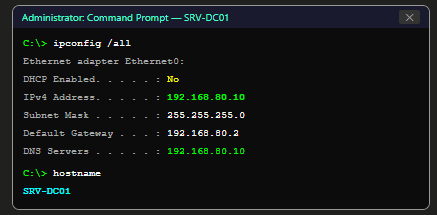 Administrator: Command Prompt — SRV-DC01
C:\> ipconfig /all
Ethernet adapter Ethernet0:
DHCP Enabled. . . . . : No
IPv4 Address. . . . . : 192.168.80.10
Subnet Mask . . . . . : 255.255.255.0
Default Gateway . . . : 192.168.80.2
DNS Servers . . . . . : 192.168.80.10
C:\> hostname
SRV-DC01